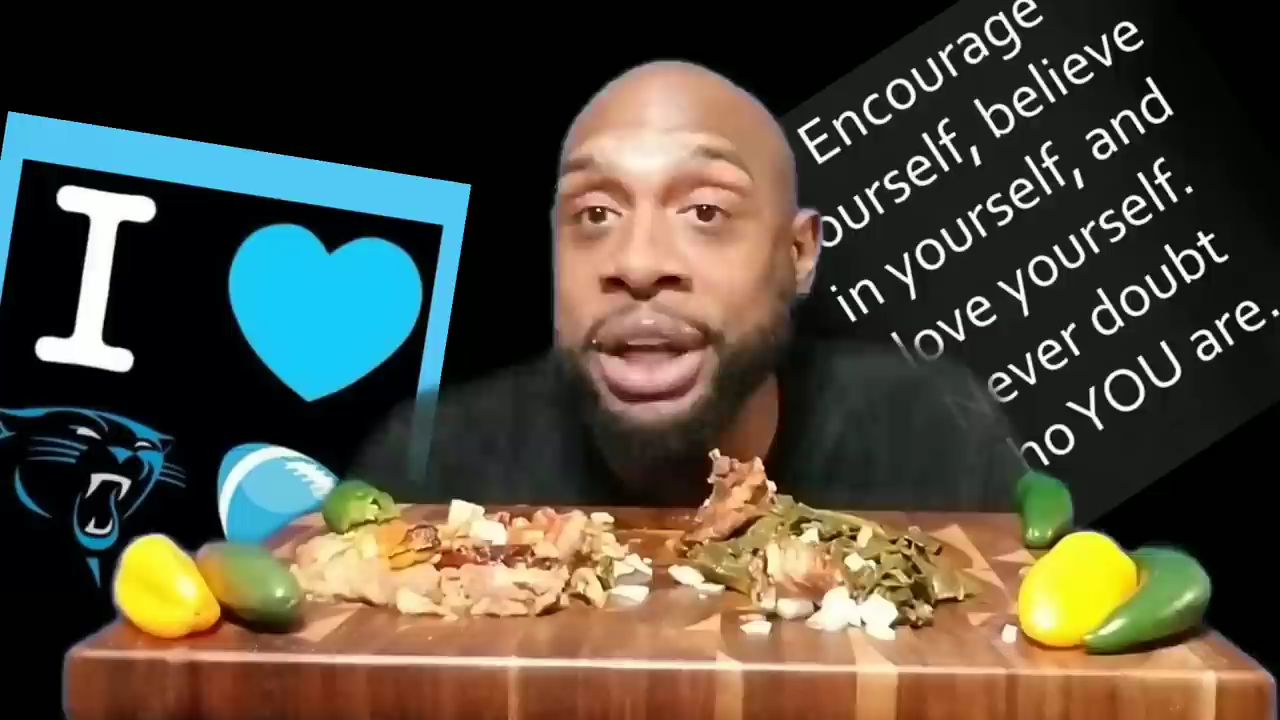 I
Encourage
ourself, believe
in yourself, and
love yourself.
ever doubt
ho YOU are.